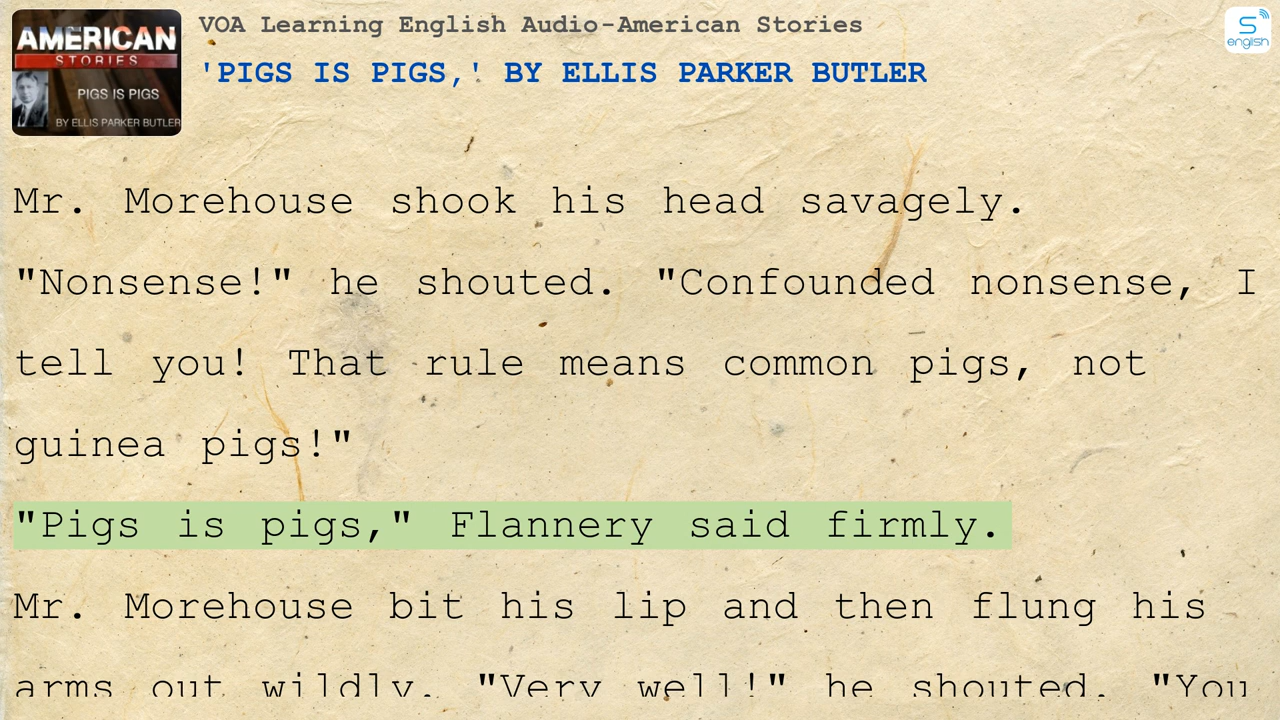 AMERICAN
STORIES
PIGS IS PIGS
BY ELLIS PARKER BUTLER
VOA Learning English Audio-American Stories
'PIGS IS PIGS,' BY ELLIS PARKER BUTLER
S
english
Mr. Morehouse shook his head savagely.
"Nonsense!" he shouted. "Confounded nonsense, I
tell you! That rule means common pigs, not
guinea pigs!"
"Pigs is pigs," Flannery said firmly.
Mr. Morehouse bit his lip and then flung his
arms out wildly. "Very well!" he shouted. "You